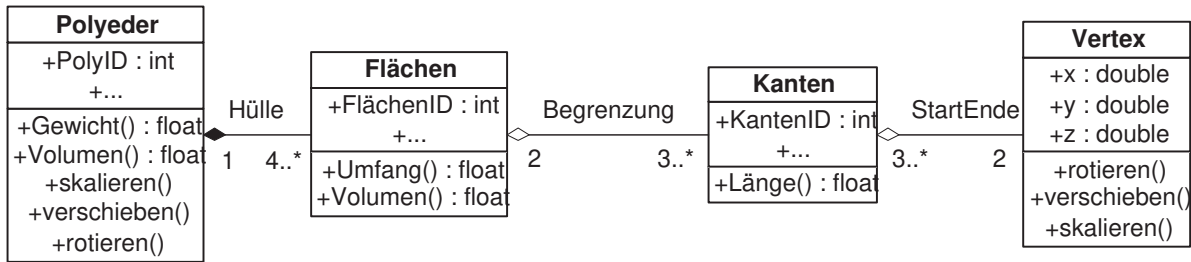 Polyeder
+PolyID : int
+...
+Gewicht() : float
+Volumen() : float
+skalieren()
+verschieben()
+rotieren()
Hülle
1
4..*
Flächen
+FlächenID : int
+...
+Umfang() : float
+Volumen() : float
Begrenzung
2
3..*
Kanten
+KantenID : int
+...
+Länge() : float
StartEnde
3..*
2
Vertex
+x : double
+y : double
+z : double
+rotieren()
+verschieben()
+skalieren()